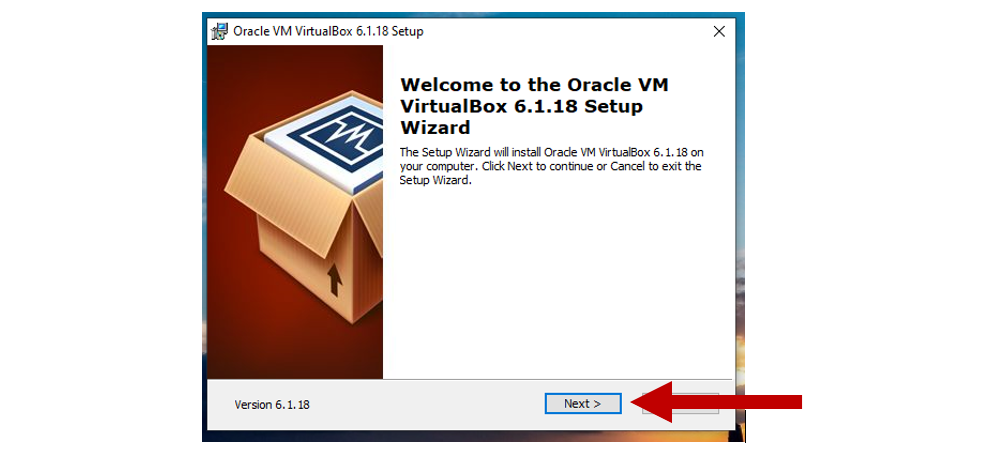 Oracle VM VirtualBox 6.1.18 Setup
Welcome to the Oracle VM
VirtualBox 6.1.18 Setup
Wizard
The Setup Wizard will install Oracle VM VirtualBox 6.1.18 on
your computer. Click Next to continue or Cancel to exit the
Setup Wizard.
Version 6.1.18
Next >